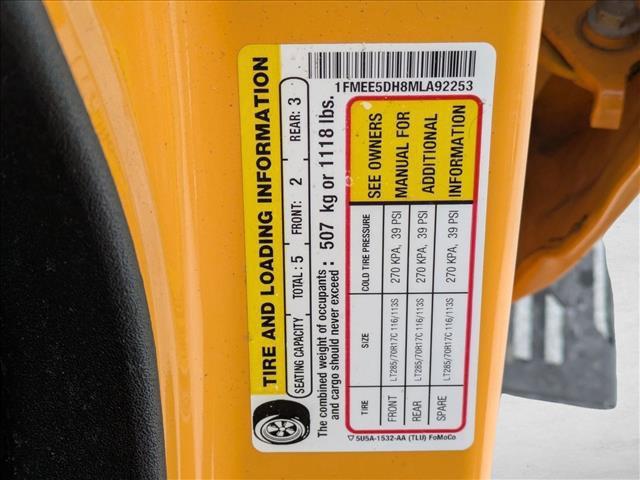 1FMEE5DH8MLA92253
TIRE AND LOADING INFORMATION
SEATING CAPACITY TOTAL : 5 FRONT: 2 REAR: 3
The combined weight of occupants : 507 kg or 1118 lbs.
and cargo should never exceed
TIRE SIZE COLD TIRE PRESSURE SEE OWNERS
FRONT LT285/70R17C 116/113S 270 KPA, 39 PSI MANUAL FOR
REAR LT285/70R17C 116/113S 270 KPA, 39 PSI ADDITIONAL
SPARE LT285/70R17C 116/113S 270 KPA, 39 PSI INFORMATION
5U5A-1532-AA (TLU) FoMoCo